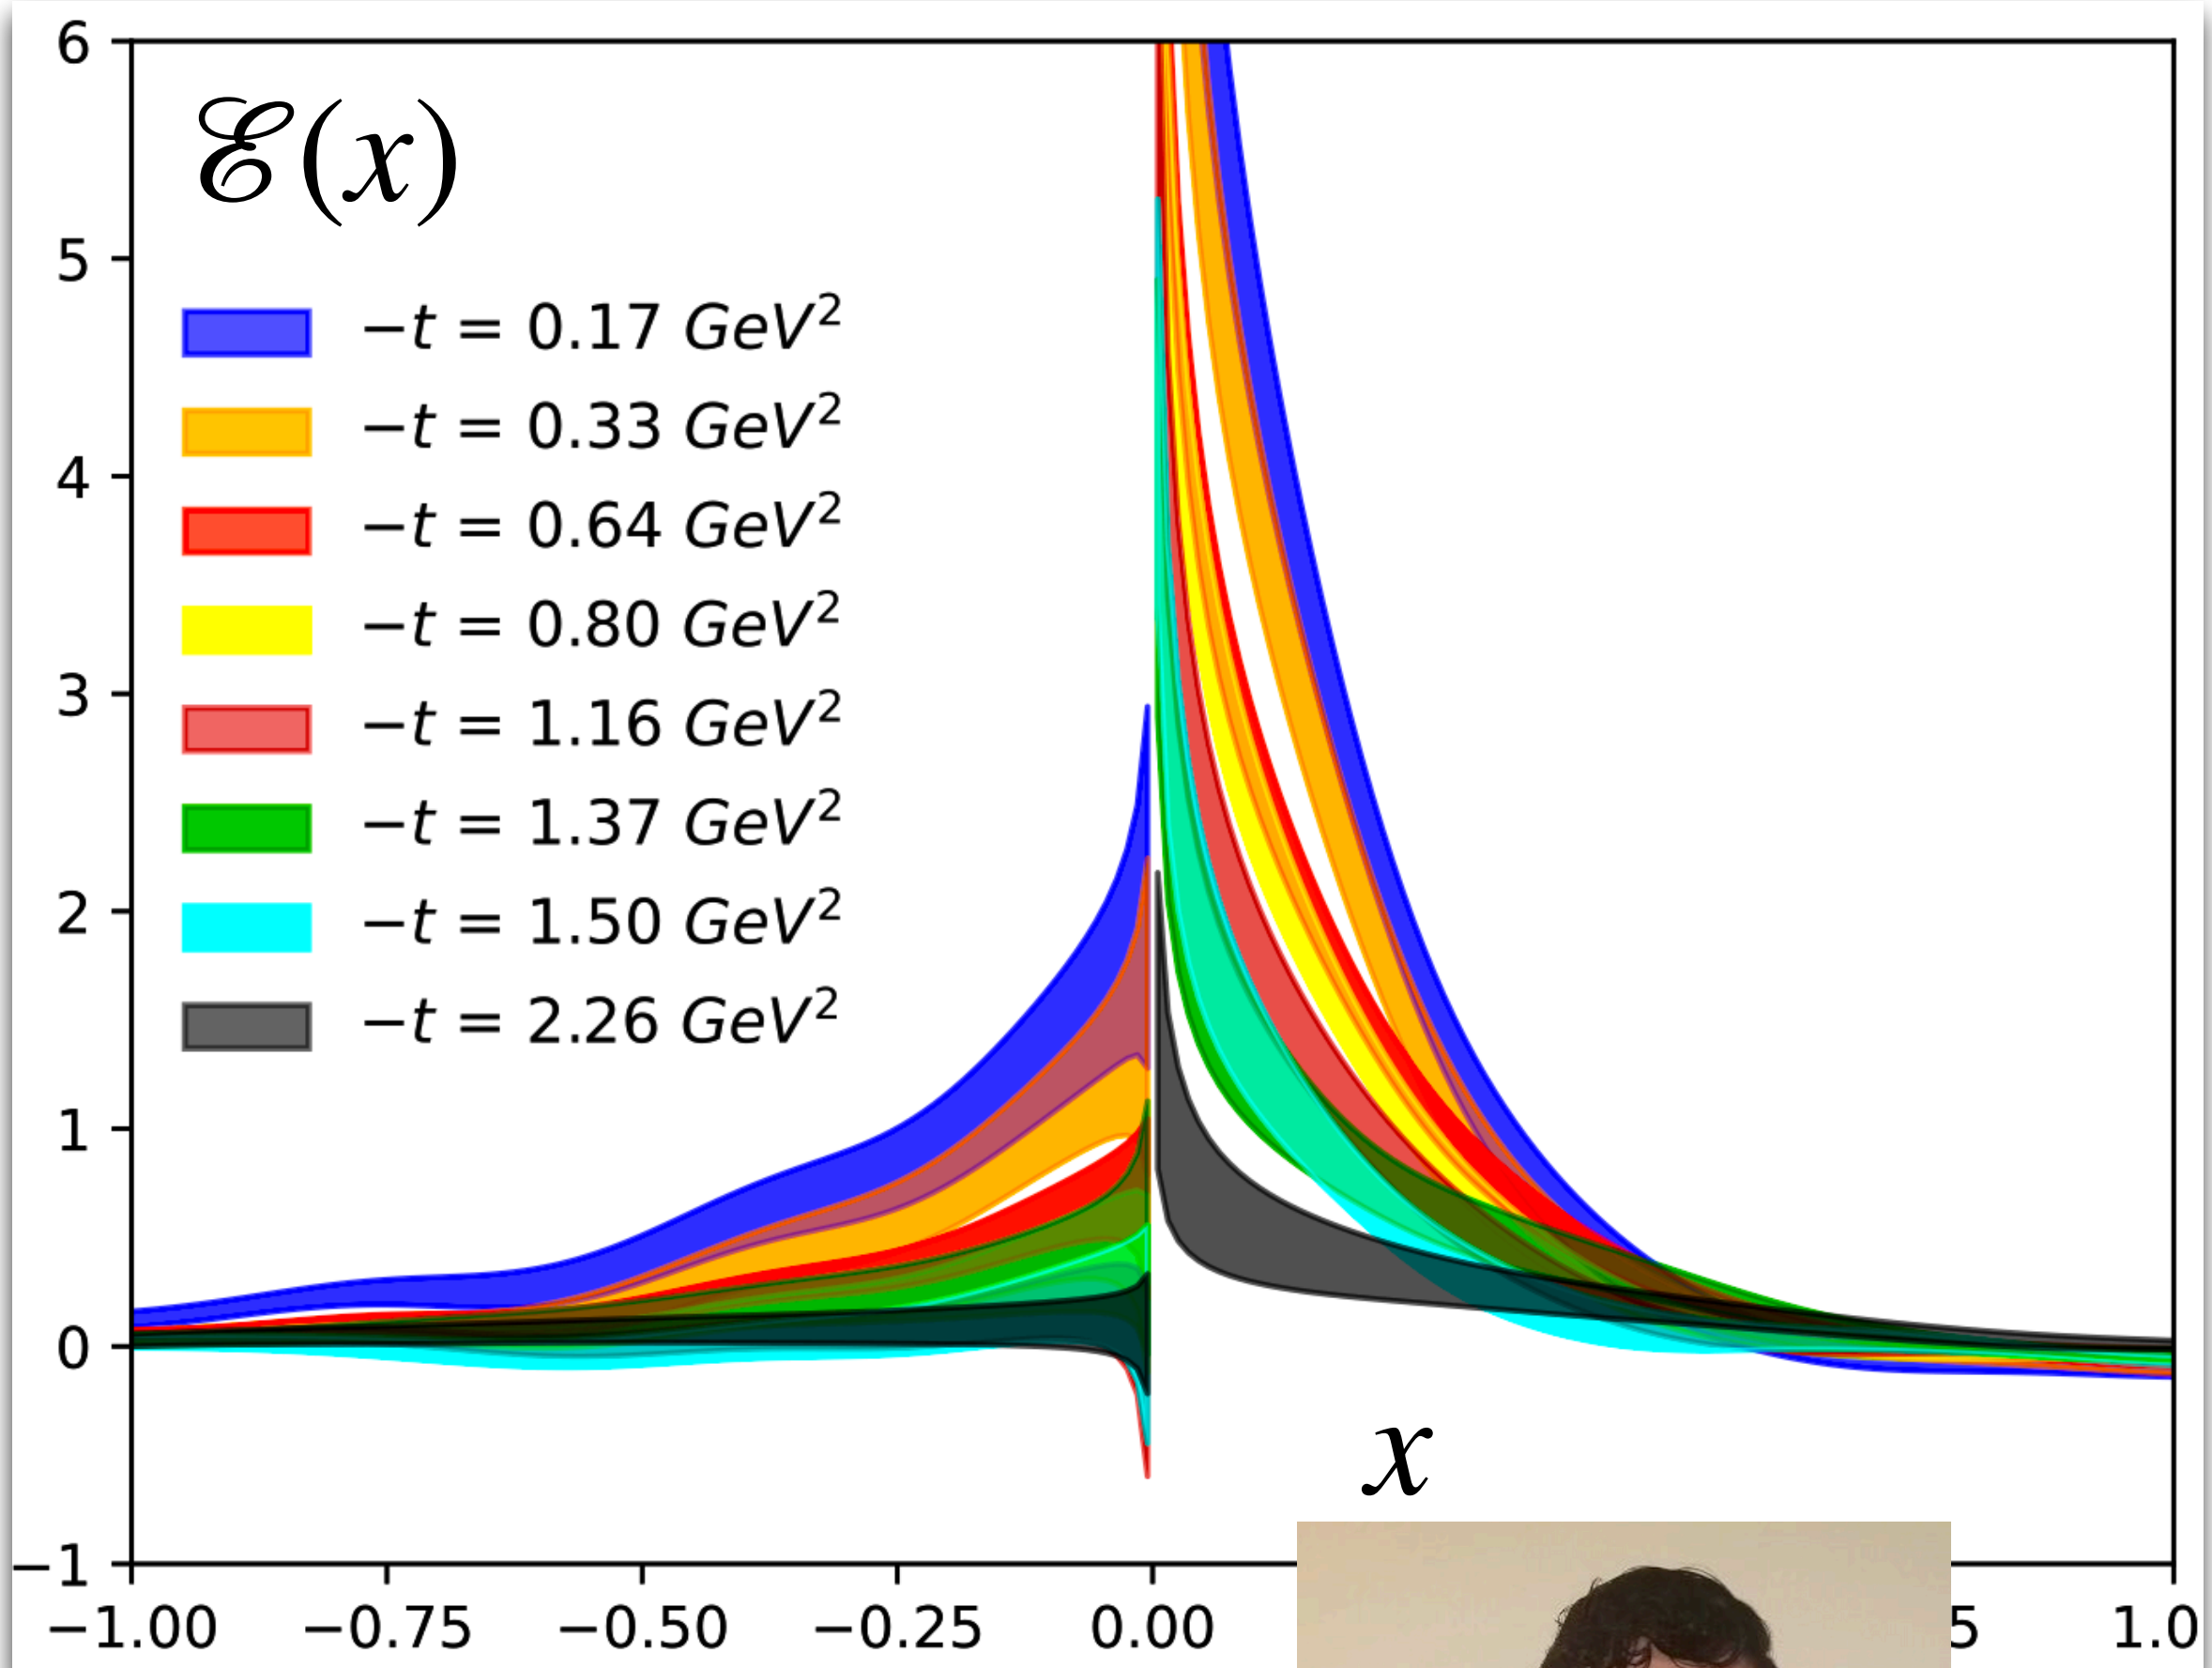 6
ℰ(x)
5
−t = 0.17 GeV²
−t = 0.33 GeV²
4
−t = 0.64 GeV²
−t = 0.80 GeV²
3
−t = 1.16 GeV²
−t = 1.37 GeV²
2
−t = 1.50 GeV²
−t = 2.26 GeV²
1
0
x
−1
−1.00 −0.75 −0.50 −0.25 0.00 5 1.0